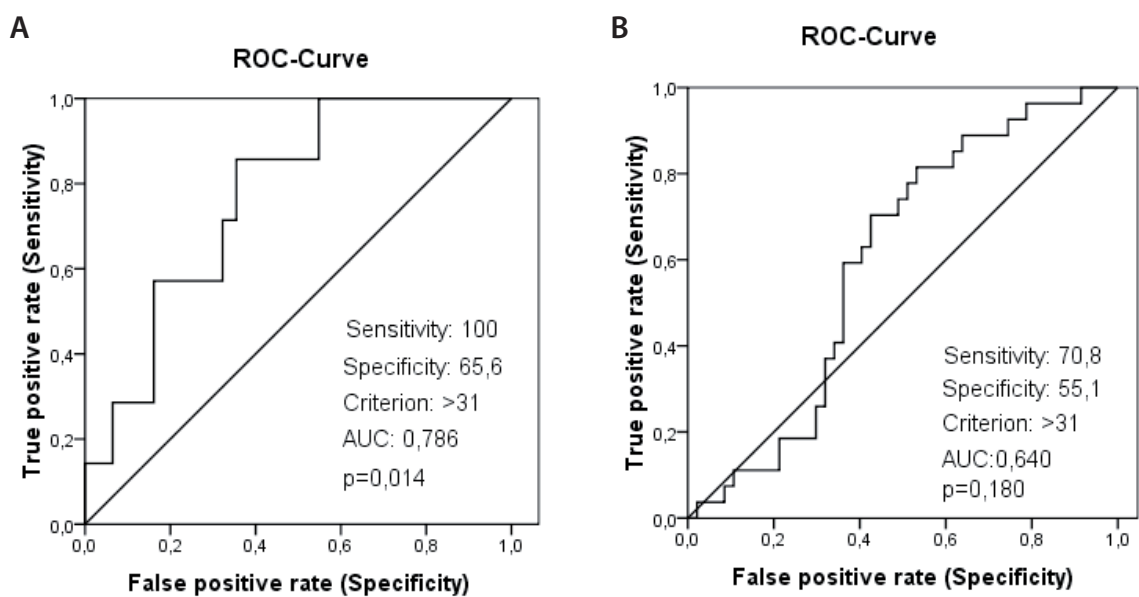 A
ROC-Curve
True positive rate (Sensitivity)
1,0
0,8
0,6
0,4
0,2
0,0
Sensitivity: 100
Specificity: 65,6
Criterion: >31
AUC: 0,786
p=0,014
0,0 0,2 0,4 0,6 0,8 1,0
False positive rate (Specificity)
B
ROC-Curve
True positive rate (Sensitivity)
1,0
0,8
0,6
0,4
0,2
0,0
Sensitivity: 70,8
Specificity: 55,1
Criterion: >31
AUC:0,640
p=0,180
0,0 0,2 0,4 0,6 0,8 1,0
False positive rate (Specificity)